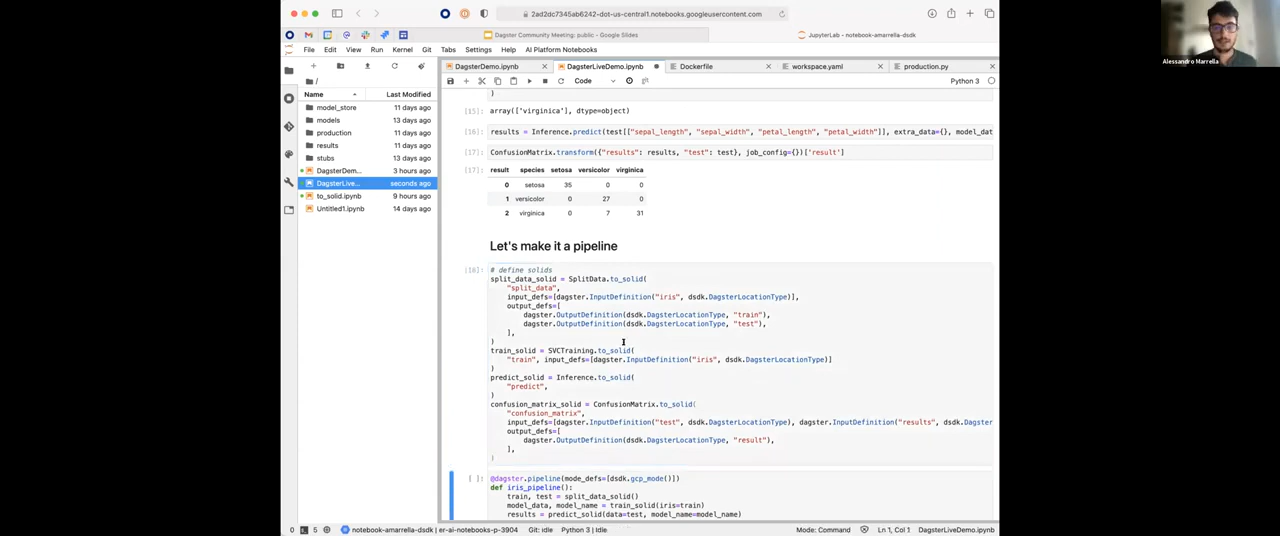 2ad2dc7345ab6242-dot-us-central1.notebooks.googleusercontent.com
Dagster Community Meeting: public - Google Slides
JupyterLab - notebook-amarrella-dsdk
File Edit View Run Kernel Git Tabs Settings Help AI Platform Notebooks
DagsterDemo.ipynb
DagsterLiveDemo.ipynb
Dockerfile
workspace.yaml
production.py
Code
Python 3
/
Name Last Modified
model_store 11 days ago
models 11 days ago
production 11 days ago
results 11 days ago
stubs 13 days ago
DagsterDem... 3 hours ago
DagsterLive... seconds ago
to_solid.ipynb 9 hours ago
Untitled1.ipynb 14 days ago
)
[15]: array(['virginica'], dtype=object)
[16]: results = Inference.predict(test[["sepal_length", "sepal_width", "petal_length", "petal_width"]], extra_data={}, model_dat
[17]: ConfusionMatrix.transform({"results": results, "test": test}, job_config={})['result']
[17]: result species setosa versicolor virginica
0 setosa 35 0 0
1 versicolor 0 27 0
2 virginica 0 7 31
Let's make it a pipeline
[18]: # define solids
split_data_solid = SplitData.to_solid(
"split_data",
input_defs=[dagster.InputDefinition("iris", dsdk.DagsterLocationType)],
output_defs=[
dagster.OutputDefinition(dsdk.DagsterLocationType, "train"),
dagster.OutputDefinition(dsdk.DagsterLocationType, "test"),
],
)
train_solid = SVCTraining.to_solid(
"train", input_defs=[dagster.InputDefinition("iris", dsdk.DagsterLocationType)]
)
predict_solid = Inference.to_solid(
"predict",
)
confusion_matrix_solid = ConfusionMatrix.to_solid(
"confusion_matrix",
input_defs=[dagster.InputDefinition("test", dsdk.DagsterLocationType), dagster.InputDefinition("results", dsdk.Dagster
output_defs=[
dagster.OutputDefinition(dsdk.DagsterLocationType, "result"),
],
)
[ ]: @dagster.pipeline(mode_defs=[dsdk.gcp_mode()])
def iris_pipeline():
train, test = split_data_solid()
model_data, model_name = train_solid(iris=train)
results = predict_solid(data=test, model_name=model_name)
0 5 notebook-amarrella-dsdk | er-ai-notebooks-p-3904 Git: idle Python 3 | Idle Mode: Command Ln 1, Col 1 DagsterLiveDemo.ipynb
Alessandro Marrella